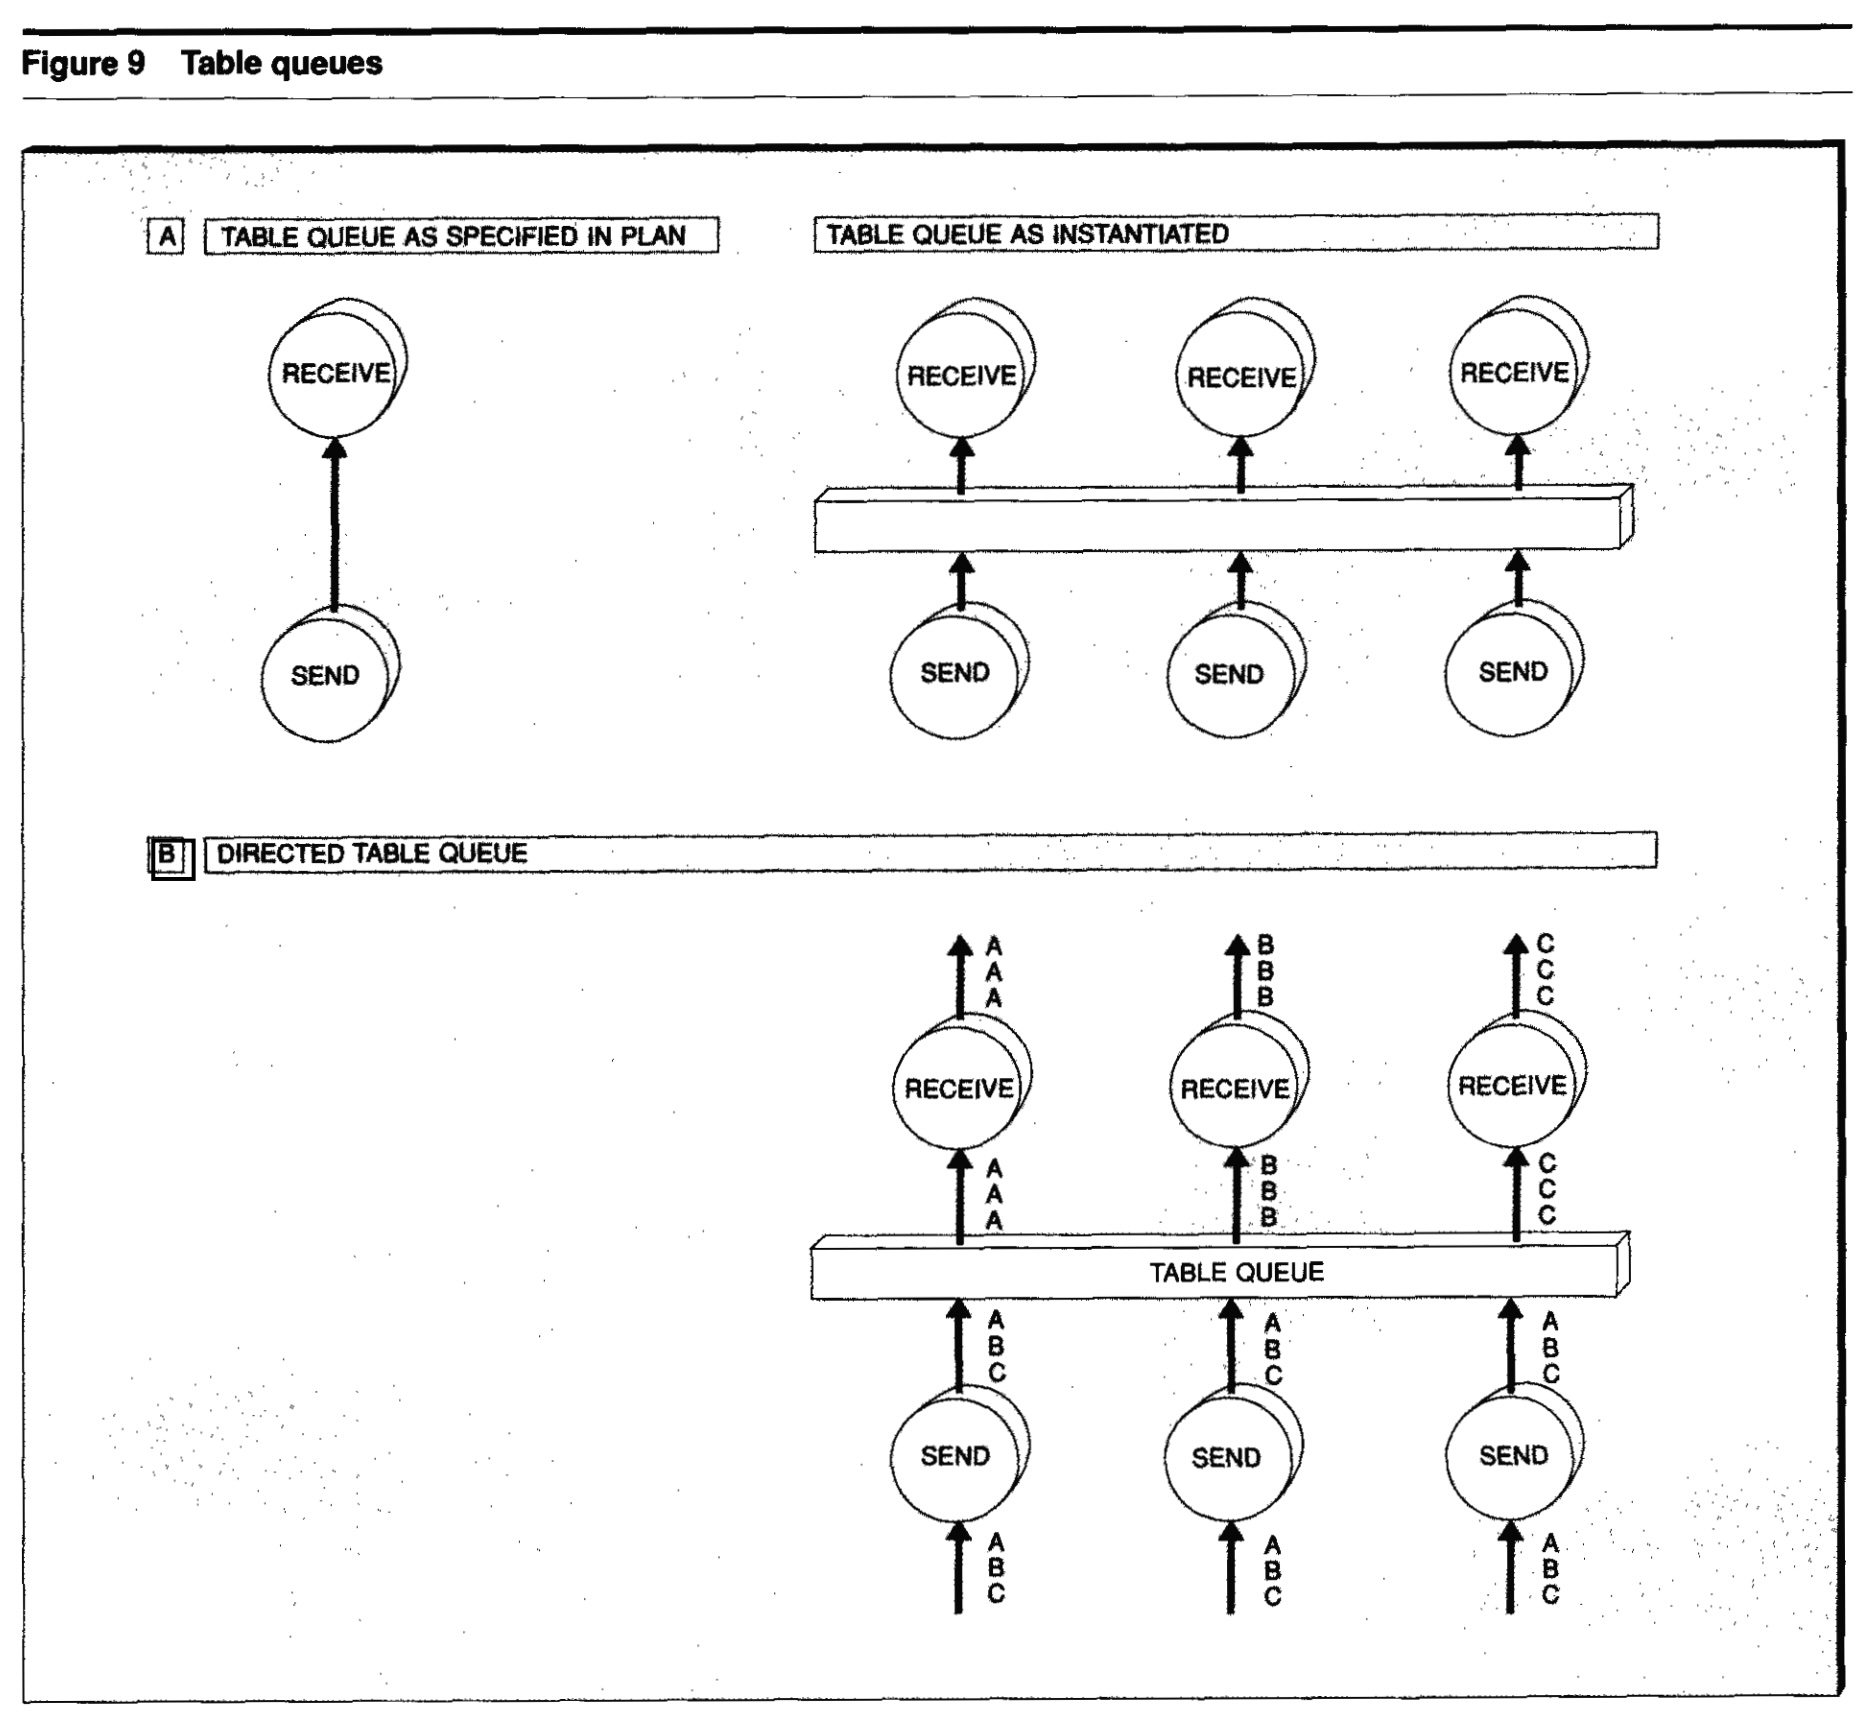 Figure 9 Table queues
A TABLE QUEUE AS SPECIFIED IN PLAN TABLE QUEUE AS INSTANTIATED
RECEIVE RECEIVE RECEIVE RECEIVE
SEND SEND SEND SEND
B DIRECTED TABLE QUEUE
A B C
A B C
A B C
RECEIVE RECEIVE RECEIVE
A B C
A B C
A B C
TABLE QUEUE
A A A
B B B
C C C
SEND SEND SEND
A A A
B B B
C C C